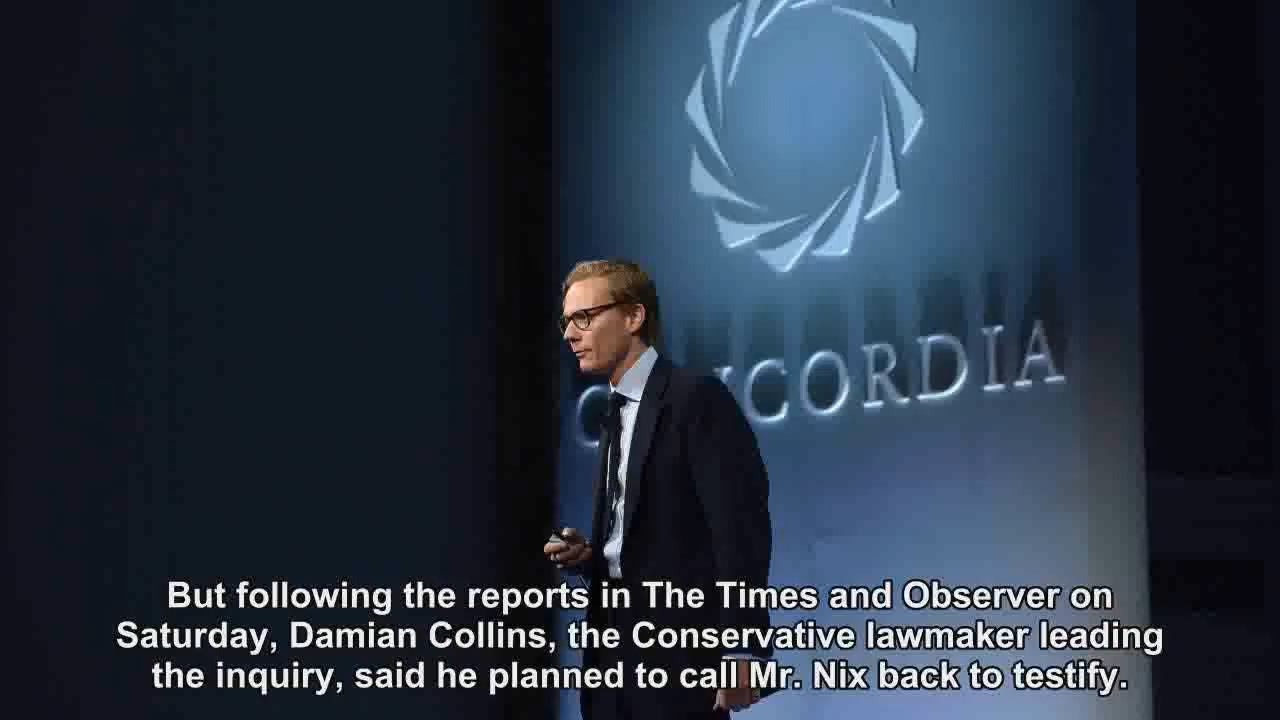 CONCORDIA
But following the reports in The Times and Observer on
Saturday, Damian Collins, the Conservative lawmaker leading
the inquiry, said he planned to call Mr. Nix back to testify.